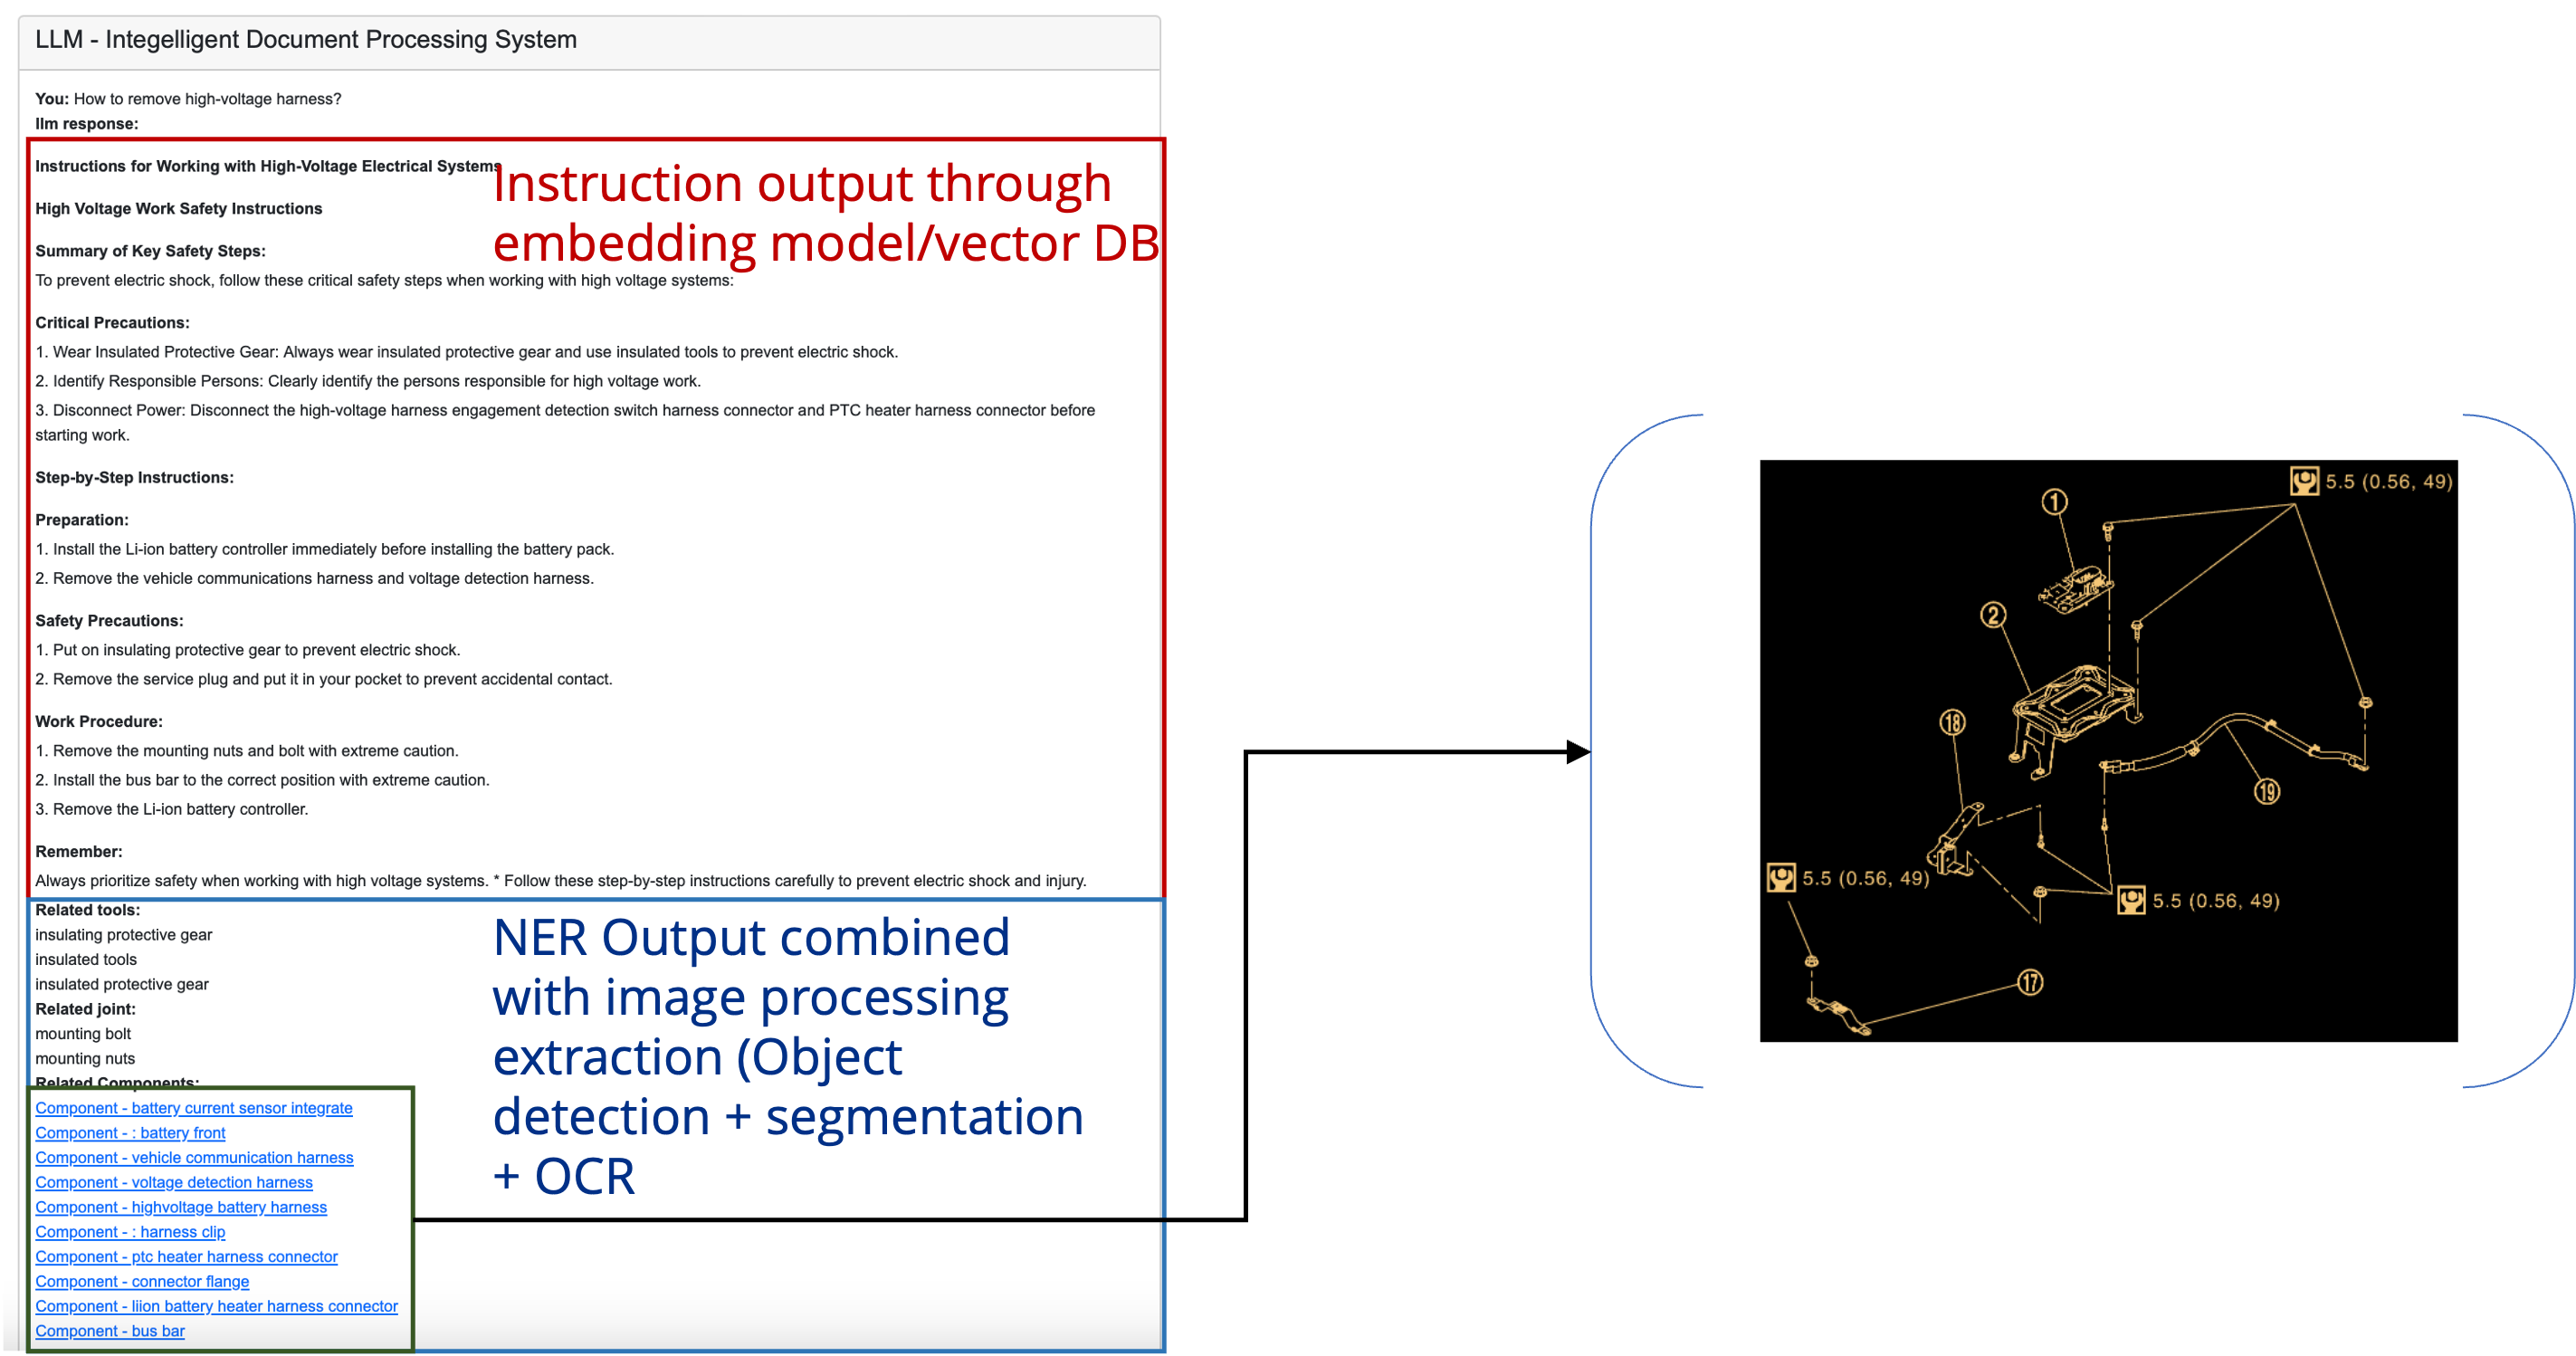 LLM - Integelligent Document Processing System
You: How to remove high-voltage harness?
llm response:
Instructions for Working with High-Voltage Electrical Systems
Instruction output through
embedding model/vector DB
High Voltage Work Safety Instructions
Summary of Key Safety Steps:
To prevent electric shock, follow these critical safety steps when working with high voltage systems:
Critical Precautions:
1. Wear Insulated Protective Gear: Always wear insulated protective gear and use insulated tools to prevent electric shock.
2. Identify Responsible Persons: Clearly identify the persons responsible for high voltage work.
3. Disconnect Power: Disconnect the high-voltage harness engagement detection switch harness connector and PTC heater harness connector before
starting work.
Step-by-Step Instructions:
Preparation:
1. Install the Li-ion battery controller immediately before installing the battery pack.
2. Remove the vehicle communications harness and voltage detection harness.
Safety Precautions:
1. Put on insulating protective gear to prevent electric shock.
2. Remove the service plug and put it in your pocket to prevent accidental contact.
Work Procedure:
1. Remove the mounting nuts and bolt with extreme caution.
2. Install the bus bar to the correct position with extreme caution.
3. Remove the Li-ion battery controller.
Remember:
Always prioritize safety when working with high voltage systems. * Follow these step-by-step instructions carefully to prevent electric shock and injury.
Related tools:
insulating protective gear
insulated tools
insulated protective gear
Related joint:
mounting bolt
mounting nuts
Related Components:
NER Output combined
with image processing
extraction (Object
detection + segmentation
+ OCR
Component - battery current sensor integrate
Component - : battery front
Component - vehicle communication harness
Component - voltage detection harness
Component - highvoltage battery harness
Component - : harness clip
Component - ptc heater harness connector
Component - connector flange
Component - liion battery heater harness connector
Component - bus bar
5.5 (0.56, 49)
1
2
18
19
5.5 (0.56, 49)
5.5 (0.56, 49)
17